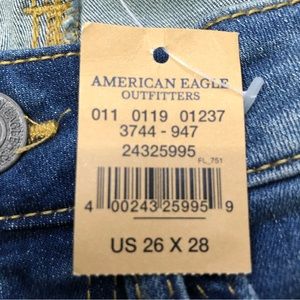 AMERICAN EAGLE
OUTFITTERS
011 0119 01237
3744 - 947
24325995
FL_751
4 00243 25995 9
US 26 X 28